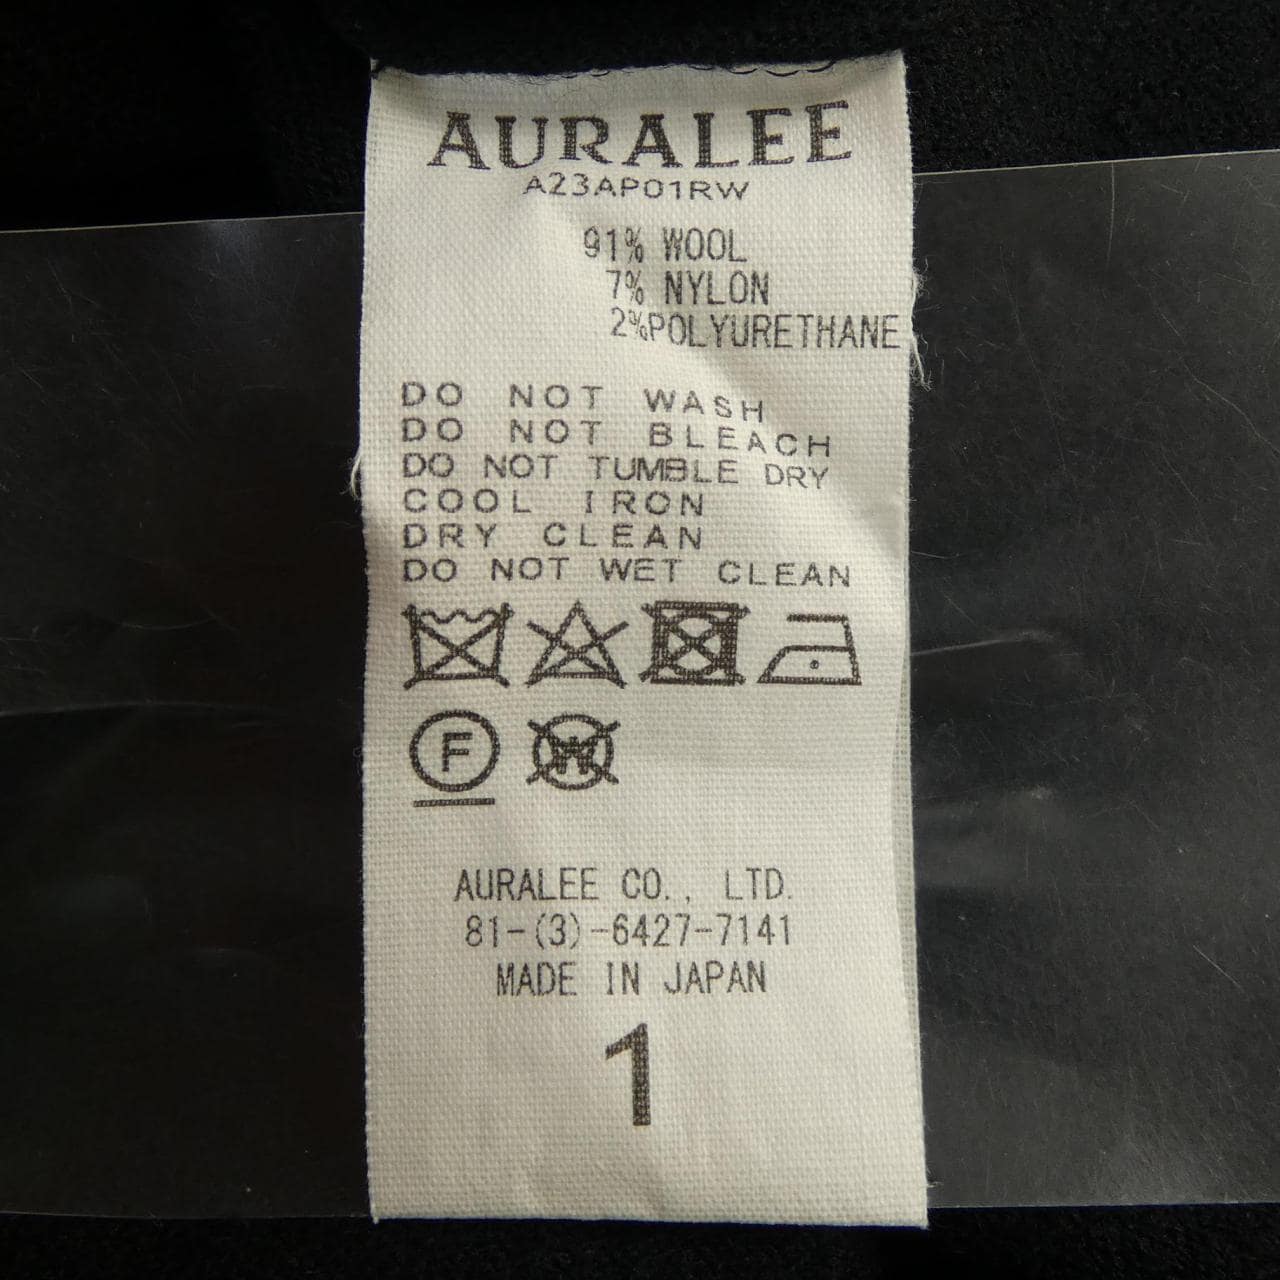 AURALEE
A23AP01RW
91% WOOL
7% NYLON
2%POLYURETHANE
DO NOT WASH
DO NOT BLEACH
DO NOT TUMBLE DRY
COOL IRON
DRY CLEAN
DO NOT WET CLEAN
F W
AURALEE CO., LTD.
81-(3)-6427-7141
MADE IN JAPAN
1